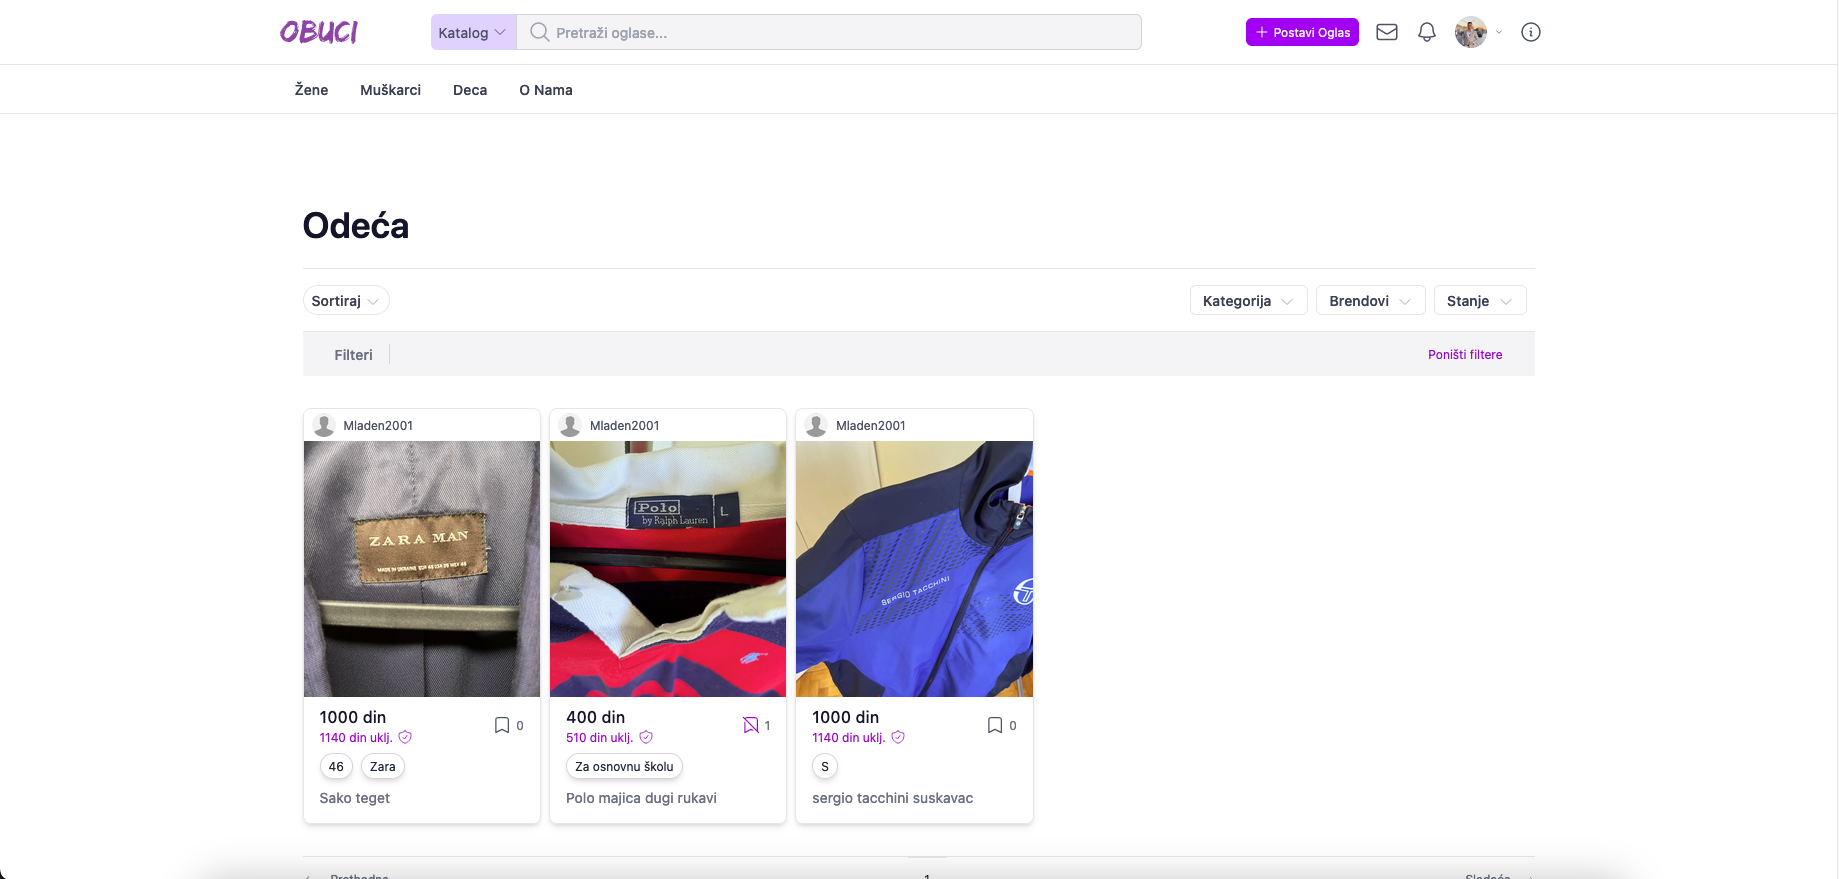 OBUCI
Katalog
Pretraži oglase...
Postavi Oglas
Žene
Muškarci
Deca
O Nama
Odeća
Sortiraj
Kategorija
Brendovi
Stanje
Filteri
Poništi filtere
Mladen2001
ZARA MAN
1000 din
0
1140 din uklj.
46
Zara
Sako teget
Mladen2001
Polo
by Ralph Lauren
L
400 din
1
510 din uklj.
Za osnovnu školu
Polo majica dugi rukavi
Mladen2001
SERGIO TACCHINI
1000 din
0
1140 din uklj.
S
sergio tacchini suskavac
Prethodna
1
Sledeća